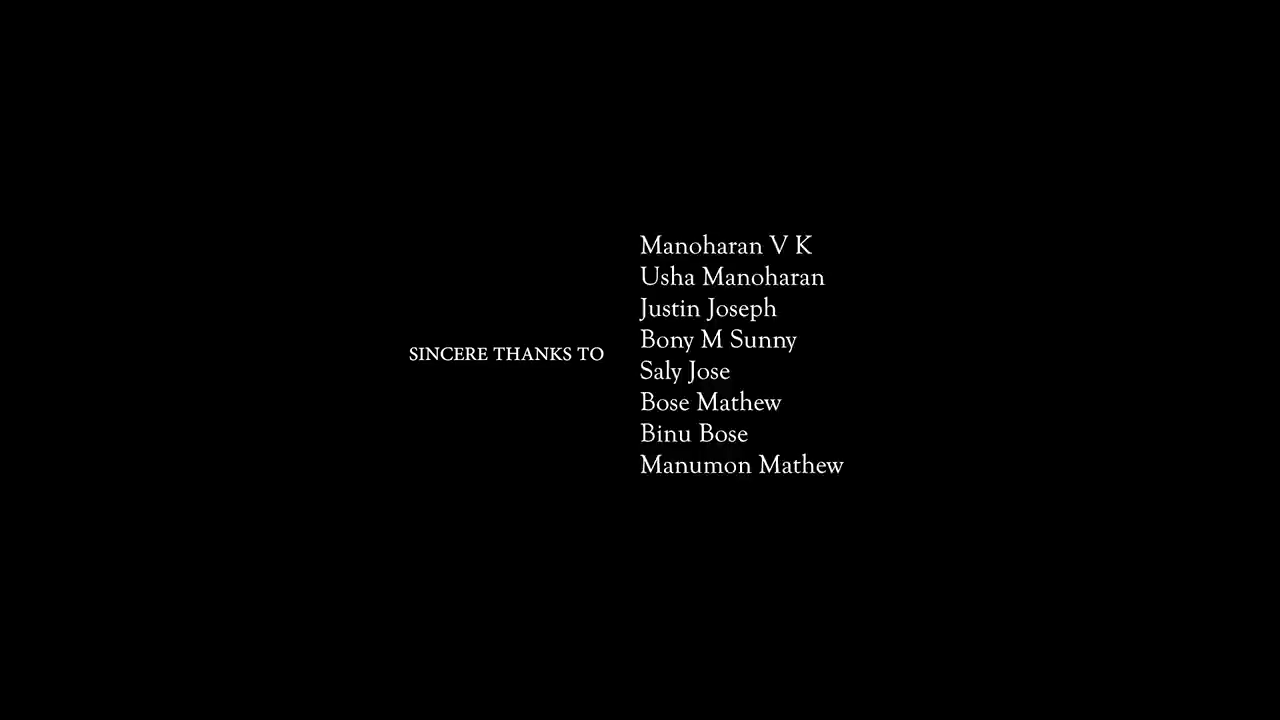 SINCERE THANKS TO
Manoharan V K
Usha Manoharan
Justin Joseph
Bony M Sunny
Saly Jose
Bose Mathew
Binu Bose
Manumon Mathew